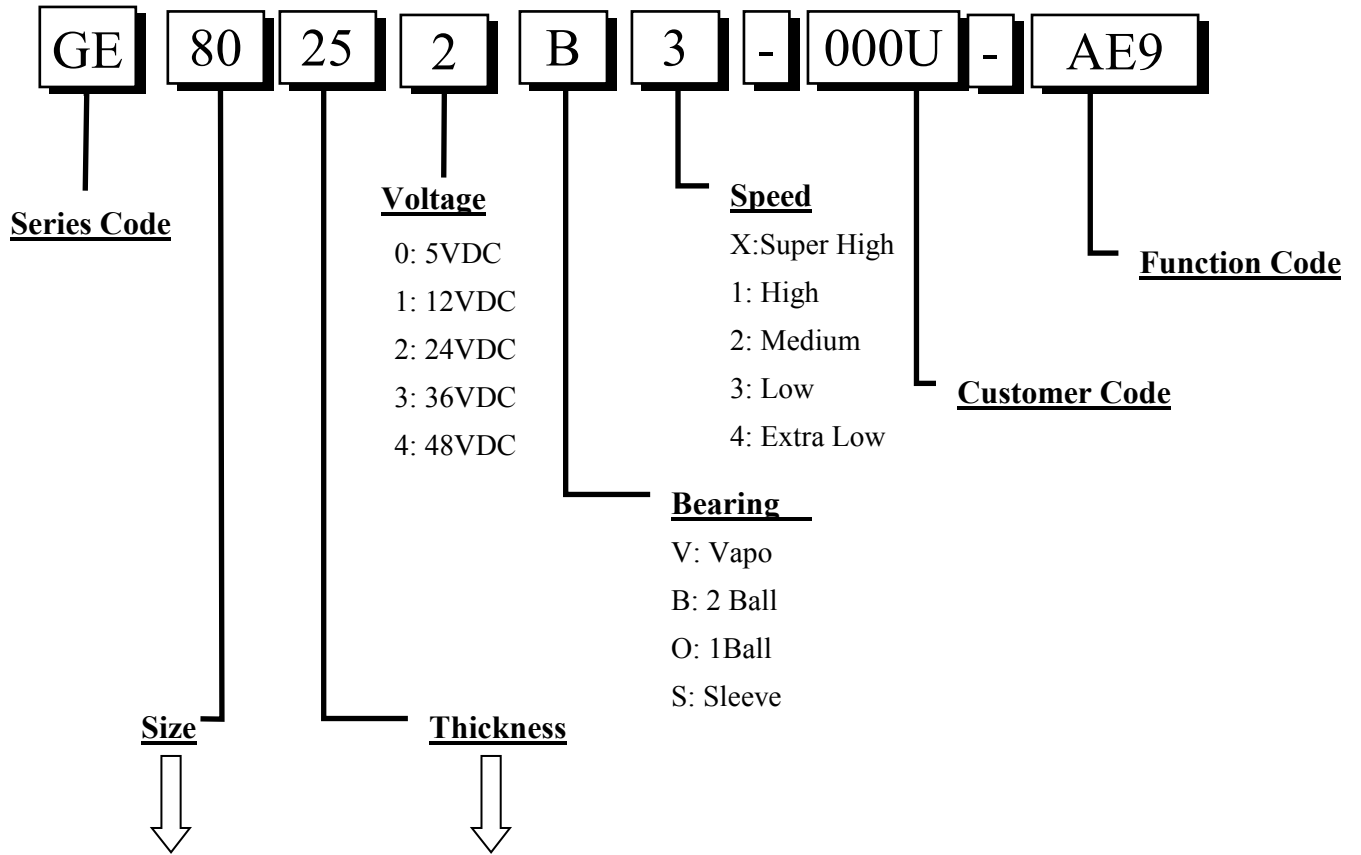 GE 80 25 2 B 3 - 000U - AE9
Series Code
Voltage
0: 5VDC
1: 12VDC
2: 24VDC
3: 36VDC
4: 48VDC
Speed
X:Super High
1: High
2: Medium
3: Low
4: Extra Low
Function Code
Customer Code
Bearing
V: Vapo
B: 2 Ball
O: 1Ball
S: Sleeve
Size
Thickness